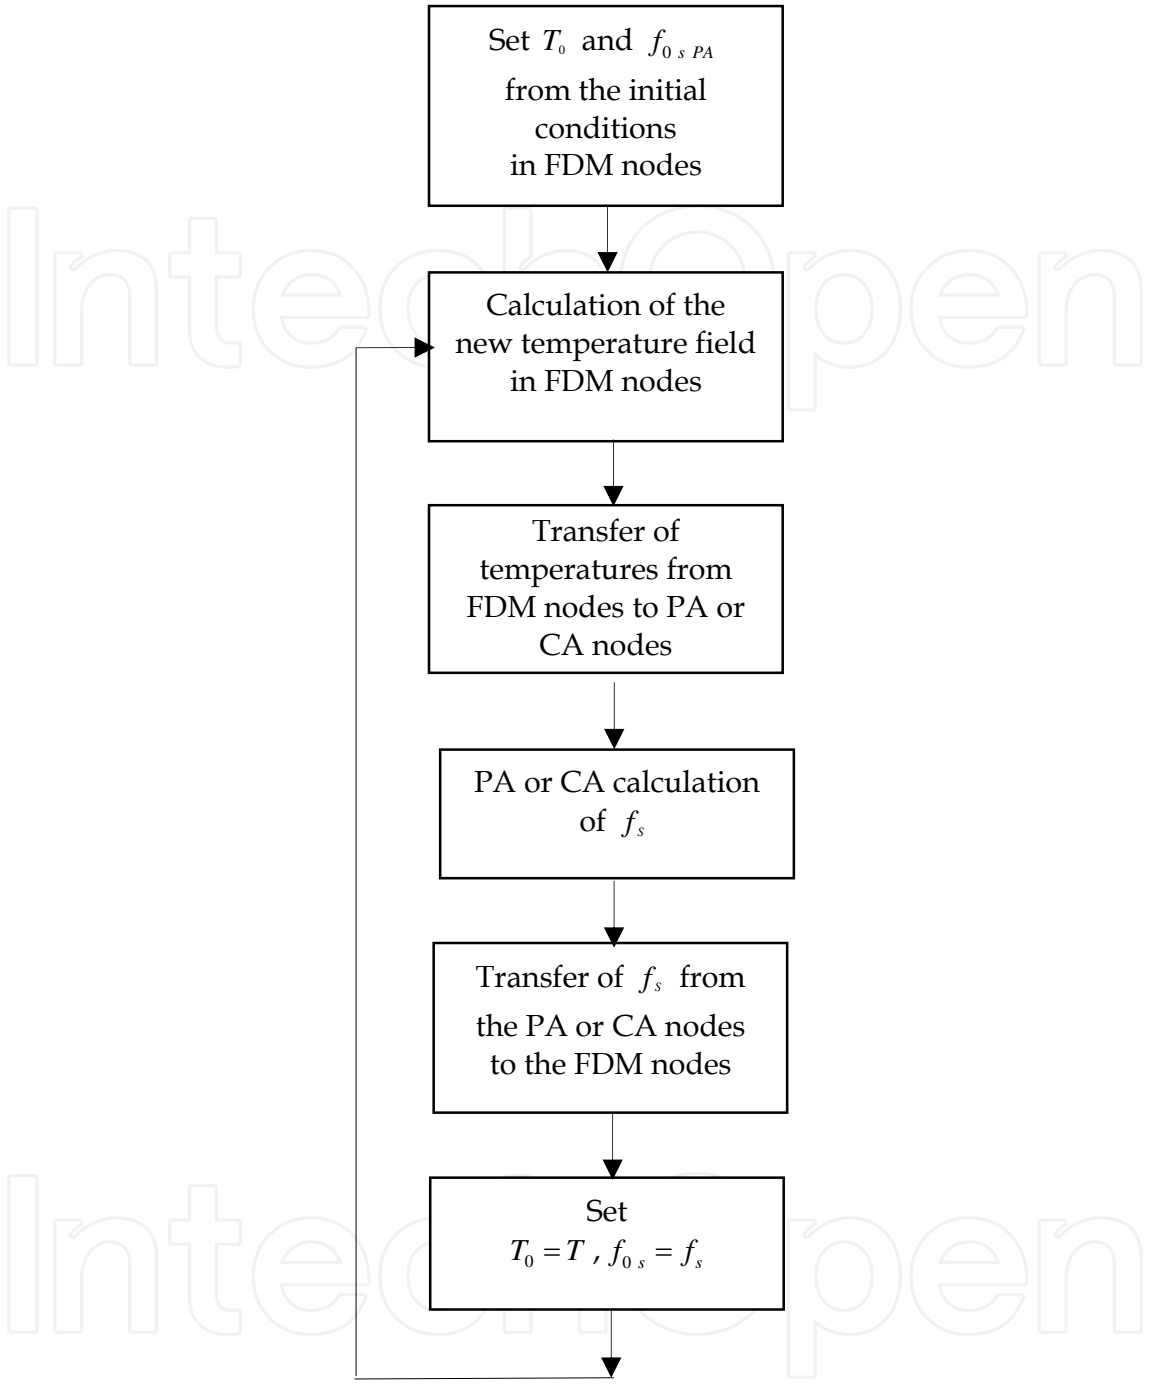 Set T₀ and f₀ s PA
from the initial
conditions
in FDM nodes
IntechOpen
Calculation of the
new temperature field
in FDM nodes
Transfer of
temperatures from
FDM nodes to PA or
CA nodes
PA or CA calculation
of fₛ
Transfer of fₛ from
the PA or CA nodes
to the FDM nodes
IntechOpen
Set
T₀ = T , f₀ ₛ = fₛ